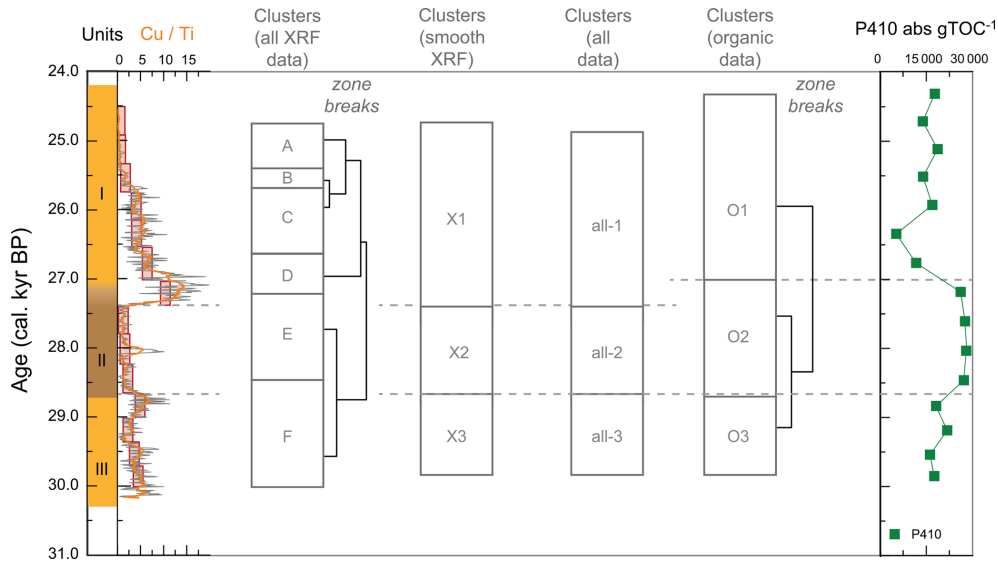 Clusters
(all XRF
data)
Clusters
(smooth
XRF)
Clusters
(all
data)
Clusters
(organic
data)
Units
Cu / Ti
P410 abs gTOC-1
0 5 10 15
0 15 000 30 000
zone
breaks
zone
breaks
Age (cal. kyr BP)
24.0
25.0
26.0
27.0
28.0
29.0
30.0
31.0
I
II
III
A
B
C
D
E
F
X1
X2
X3
all-1
all-2
all-3
O1
O2
O3
P410